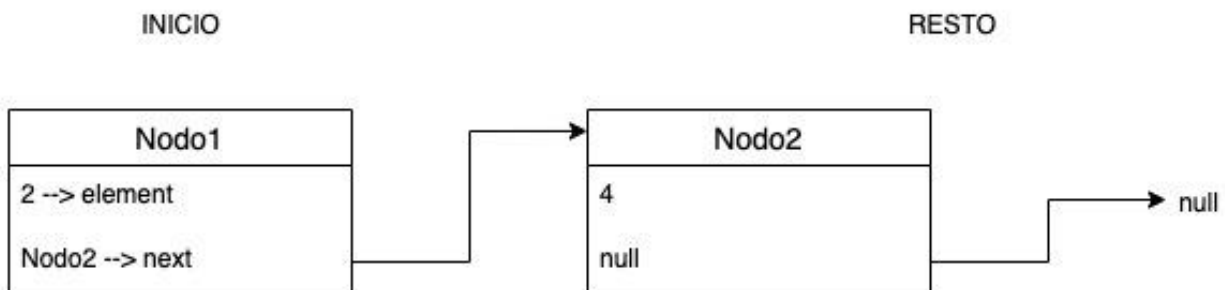 INICIO
RESTO
Nodo1
2 --> element
Nodo2 --> next
Nodo2
4
null
null